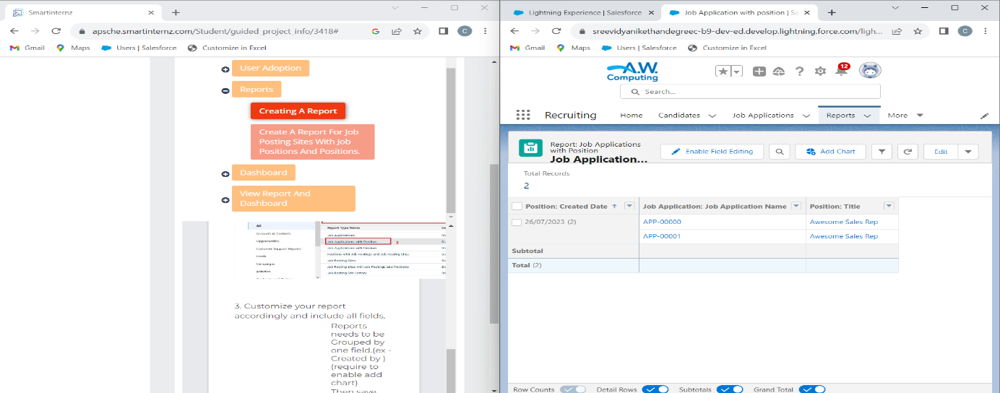 Smartinternz
apsche.smartinternz.com/Student/guided_project_info/3418#
Gmail Maps Users | Salesforce Customize in Excel
User Adoption
Reports
Creating A Report
Create A Report For Job
Posting Sites With Job
Positions And Positions.
Dashboard
View Report And
Dashboard
All
Accounts & Contacts
Opportunities
Customer Support Reports
Leads
Campaigns
Activities
Report Type Name
Job Applications
Job Applications with Position
2
Job Applications with Reviews
Positions with Job Postings and Job Posting Sites
Job Posting Sites
Job Posting Sites with Job Postings and Positions
Job Posting Site History
3. Customize your report
accordingly and include all fields,
Reports
needs to be
Grouped by
one field.(ex -
Created by )
(require to
enable add
chart)
Then save
Lightning Experience | Salesforce
Job Application with position | Sa
sreevidyanikethandegreec-b9-dev-ed.develop.lightning.force.com/ligh...
C
Gmail Maps Users | Salesforce Customize in Excel
A.W.
Computing
12
Search...
Recruiting Home Candidates Job Applications Reports More
Report: Job Applications
with Position
Job Application...
Enable Field Editing
Add Chart
Edit
Total Records
2
Position: Created Date ↑ Job Application: Job Application Name Position: Title
26/07/2023 (2) APP-00000 Awesome Sales Rep
APP-00001 Awesome Sales Rep
Subtotal
Total (2)
Row Counts Detail Rows Subtotals Grand Total